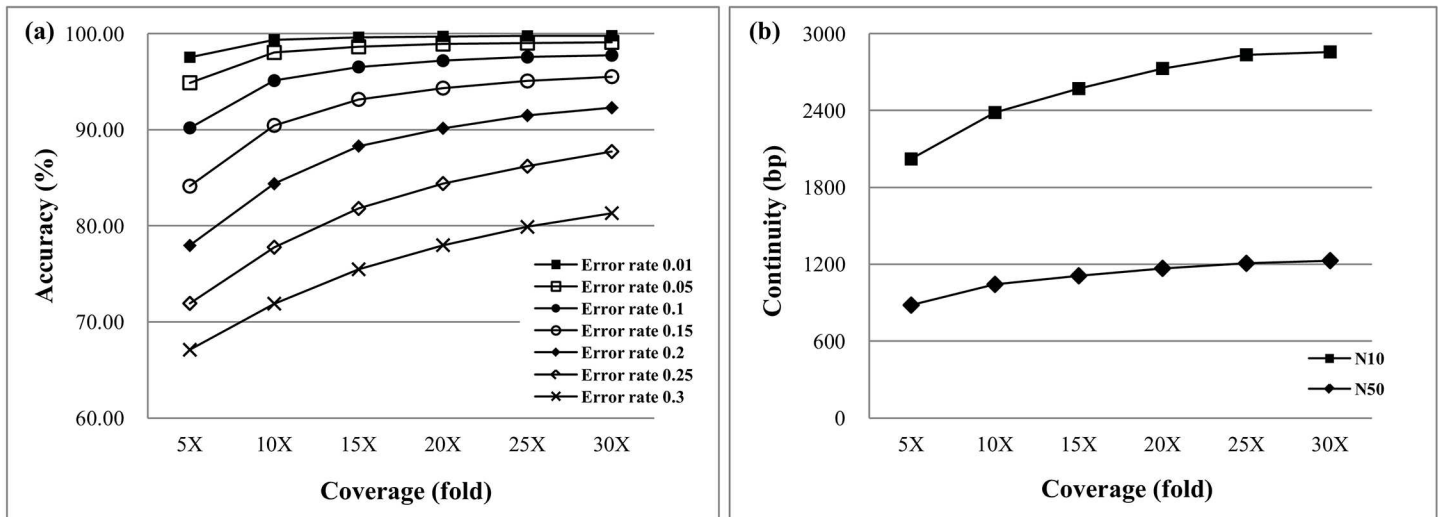 (a)
100.00
90.00
80.00
70.00
60.00
Accuracy (%)
Error rate 0.01
Error rate 0.05
Error rate 0.1
Error rate 0.15
Error rate 0.2
Error rate 0.25
Error rate 0.3
5X 10X 15X 20X 25X 30X
Coverage (fold)
(b)
3000
2400
1800
1200
600
0
Continuity (bp)
N10
N50
5X 10X 15X 20X 25X 30X
Coverage (fold)